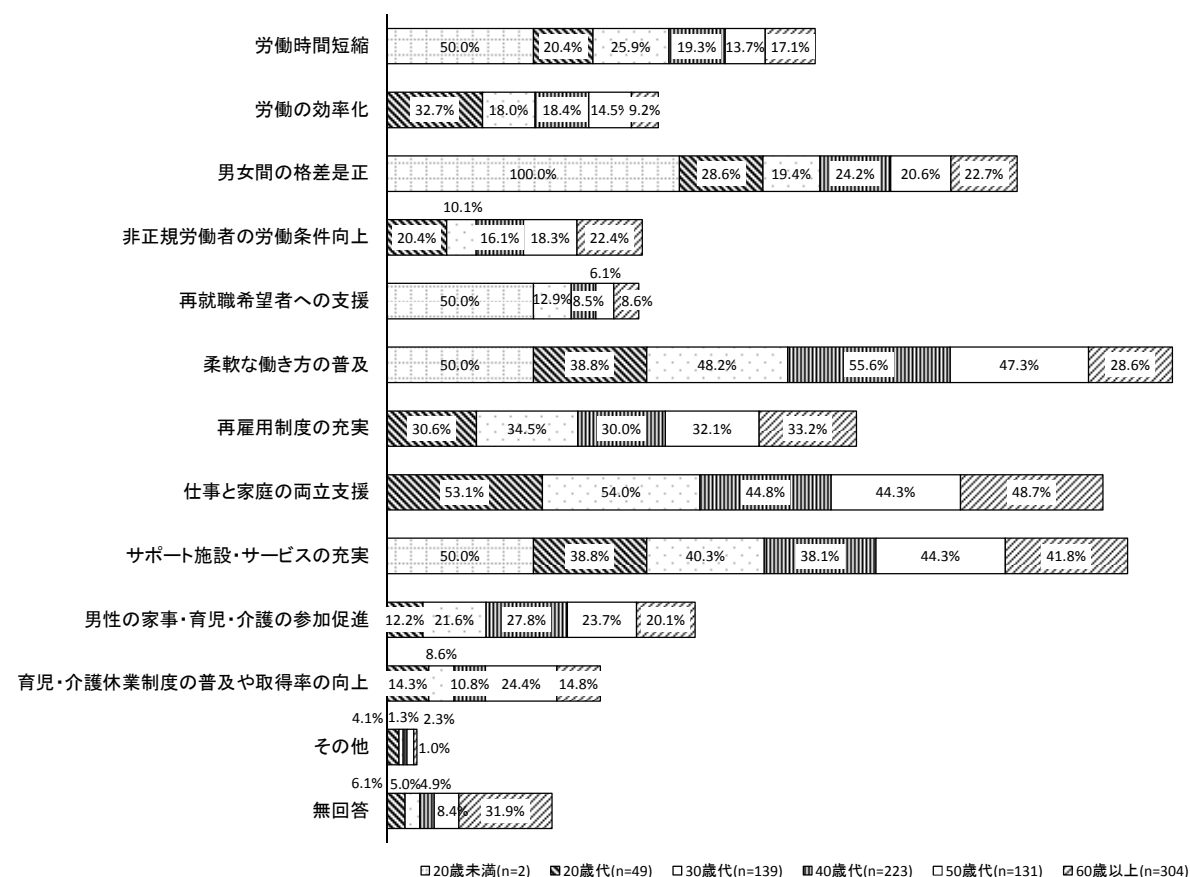 労働時間短縮
50.0% 20.4% 25.9% 19.3% 13.7% 17.1%
労働の効率化
32.7% 18.0% 18.4% 14.5% 9.2%
男女間の格差是正
100.0% 28.6% 19.4% 24.2% 20.6% 22.7%
10.1%
非正規労働者の労働条件向上
20.4% 16.1% 18.3% 22.4%
6.1%
再就職希望者への支援
50.0% 12.9% 8.5% 8.6%
柔軟な働き方の普及
50.0% 38.8% 48.2% 55.6% 47.3% 28.6%
再雇用制度の充実
30.6% 34.5% 30.0% 32.1% 33.2%
仕事と家庭の両立支援
53.1% 54.0% 44.8% 44.3% 48.7%
サポート施設・サービスの充実
50.0% 38.8% 40.3% 38.1% 44.3% 41.8%
男性の家事・育児・介護の参加促進
12.2% 21.6% 27.8% 23.7% 20.1%
8.6%
育児・介護休業制度の普及や取得率の向上
14.3% 10.8% 24.4% 14.8%
4.1% 1.3% 2.3%
その他
1.0%
6.1% 5.0% 4.9%
無回答
8.4% 31.9%
20歳未満(n=2) 20歳代(n=49) 30歳代(n=139) 40歳代(n=223) 50歳代(n=131) 60歳以上(n=304)